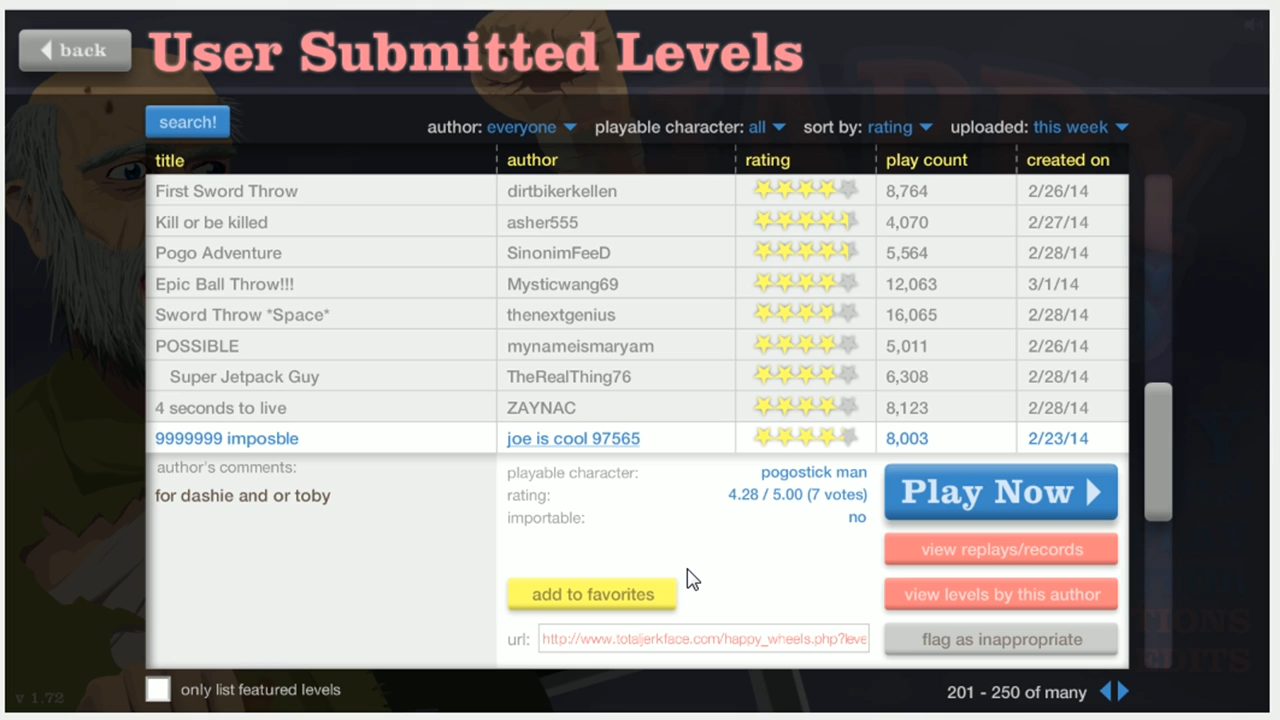 back User Submitted Levels
search! author: everyone playable character: all sort by: rating uploaded: this week
title author rating play count created on
First Sword Throw dirtbikerkellen 8,764 2/26/14
Kill or be killed asher555 4,070 2/27/14
Pogo Adventure SinonimFeeD 5,564 2/28/14
Epic Ball Throw!!! Mysticwang69 12,063 3/1/14
Sword Throw *Space* thenextgenius 16,065 2/28/14
POSSIBLE mynameismaryam 5,011 2/26/14
Super Jetpack Guy TheRealThing76 6,308 2/28/14
4 seconds to live ZAYNAC 8,123 2/28/14
9999999 imposble joe is cool 97565 8,003 2/23/14
author's comments: playable character: pogostick man
for dashie and or toby rating: 4.28 / 5.00 (7 votes) Play Now
importable: no
view replays/records
add to favorites view levels by this author
url: http://www.totaljerkface.com/happy_wheels.php?leve flag as inappropriate
only list featured levels 201 - 250 of many
v 1.72